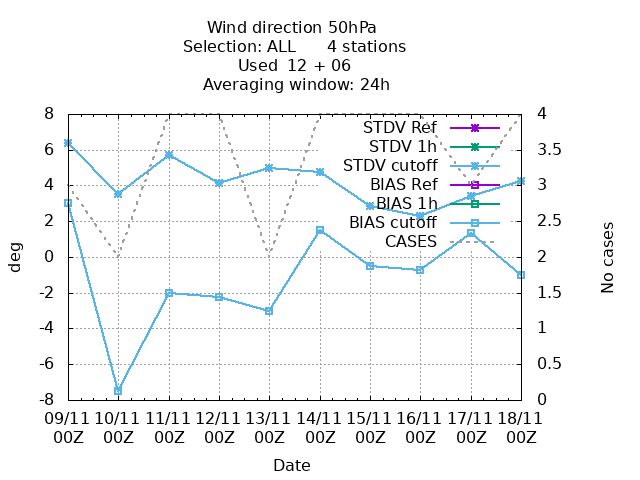 Wind direction 50hPa
Selection: ALL 4 stations
Used 12 + 06
Averaging window: 24h
STDV Ref
STDV 1h
STDV cutoff
BIAS Ref
BIAS 1h
BIAS cutoff
CASES
8
6
4
2
0
-2
-4
-6
-8
deg
4
3.5
3
2.5
2
1.5
1
0.5
0
No cases
09/11 10/11 11/11 12/11 13/11 14/11 15/11 16/11 17/11 18/11
00Z 00Z 00Z 00Z 00Z 00Z 00Z 00Z 00Z 00Z
Date